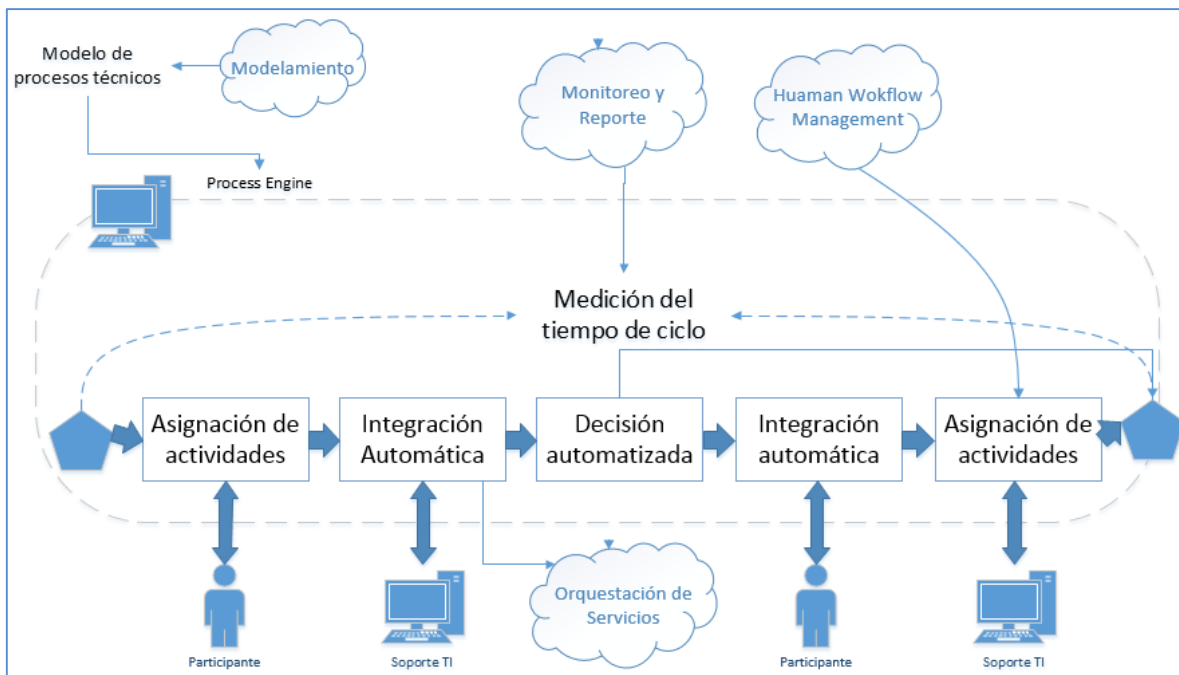 Modelo de
procesos técnicos
Modelamiento
Monitoreo y
Reporte
Huaman Wokflow
Management
Process Engine
Medición del
tiempo de ciclo
Asignación de
actividades
Integración
Automática
Decisión
automatizada
Integración
automática
Asignación de
actividades
Orquestación de
Servicios
Participante
Soporte TI
Participante
Soporte TI